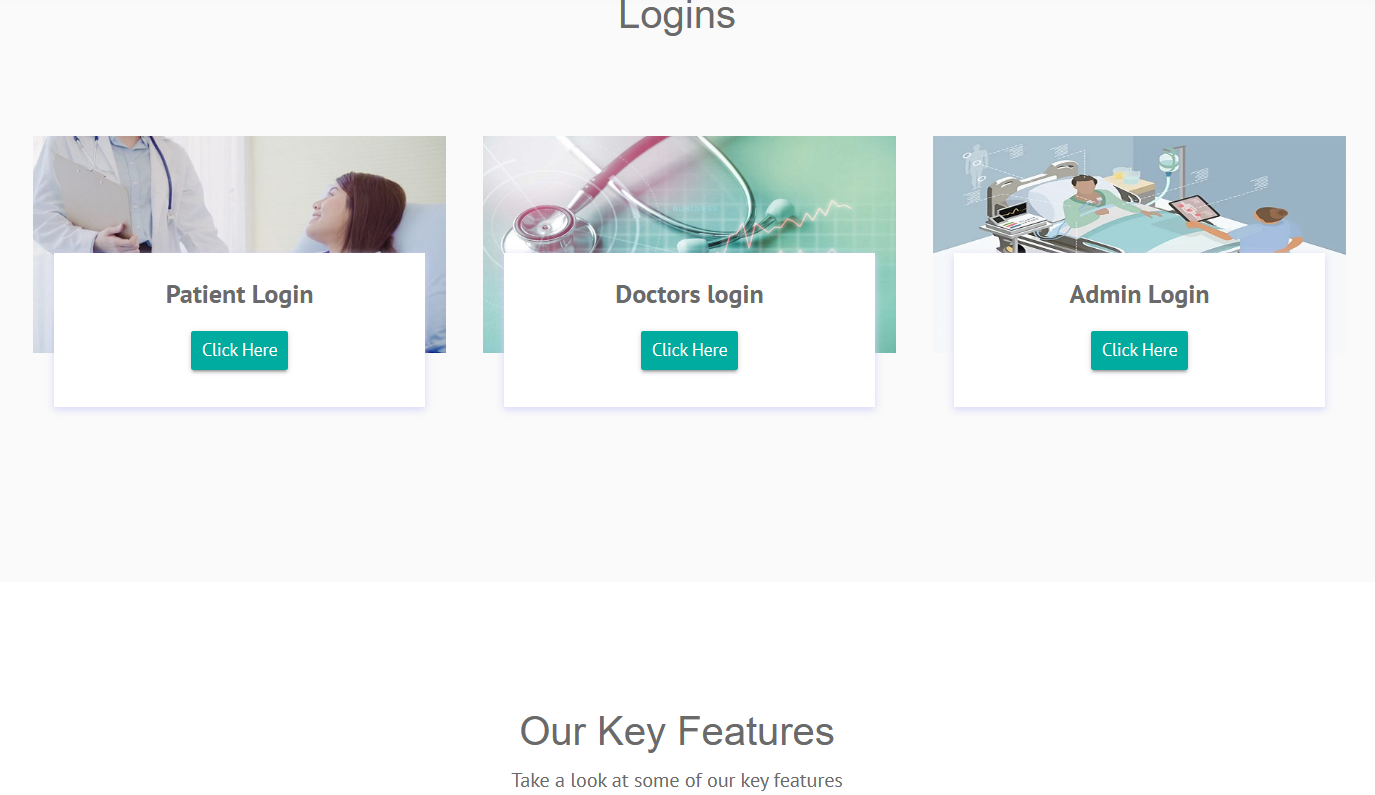 Logins
Patient Login
Click Here
Doctors login
Click Here
Admin Login
Click Here
Our Key Features
Take a look at some of our key features